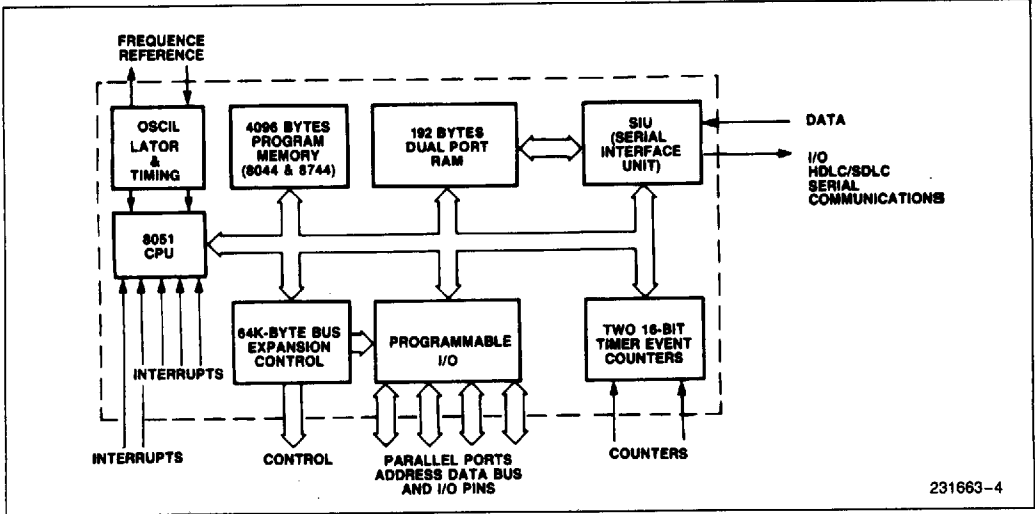 FREQUENCE
REFERENCE
OSCIL
LATOR
&
TIMING
4096 BYTES
PROGRAM
MEMORY
(8044 & 8744)
192 BYTES
DUAL PORT
RAM
SIU
(SERIAL
INTERFACE
UNIT)
DATA
I/O
HDLC/SDLC
SERIAL
COMMUNICATIONS
8051
CPU
64K-BYTE BUS
EXPANSION
CONTROL
PROGRAMMABLE
I/O
TWO 16-BIT
TIMER EVENT
COUNTERS
INTERRUPTS
INTERRUPTS
CONTROL
PARALLEL PORTS
ADDRESS DATA BUS
AND I/O PINS
COUNTERS
231663-4